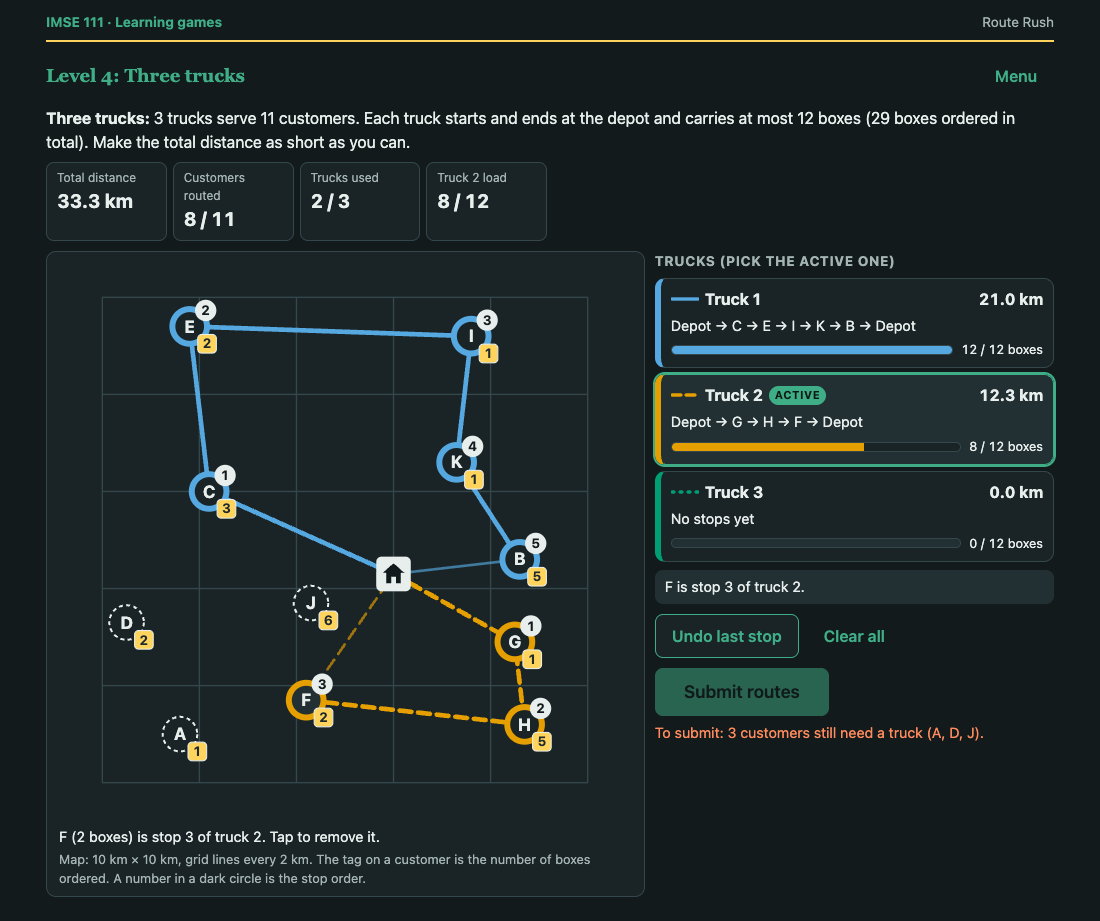 IMSE 111 · Learning games
Route Rush
Level 4: Three trucks
Menu
Three trucks: 3 trucks serve 11 customers. Each truck starts and ends at the depot and carries at most 12 boxes (29 boxes ordered in
total). Make the total distance as short as you can.
Total distance
33.3 km
Customers
routed
8 / 11
Trucks used
2 / 3
Truck 2 load
8 / 12
E
2
2
I
3
1
K
4
1
C
1
3
B
5
5
J
6
D
2
G
1
1
F
3
2
H
2
5
A
1
F (2 boxes) is stop 3 of truck 2. Tap to remove it.
Map: 10 km × 10 km, grid lines every 2 km. The tag on a customer is the number of boxes
ordered. A number in a dark circle is the stop order.
TRUCKS (PICK THE ACTIVE ONE)
Truck 1
21.0 km
Depot → C → E → I → K → B → Depot
12 / 12 boxes
Truck 2
ACTIVE
12.3 km
Depot → G → H → F → Depot
8 / 12 boxes
Truck 3
0.0 km
No stops yet
0 / 12 boxes
F is stop 3 of truck 2.
Undo last stop
Clear all
Submit routes
To submit: 3 customers still need a truck (A, D, J).